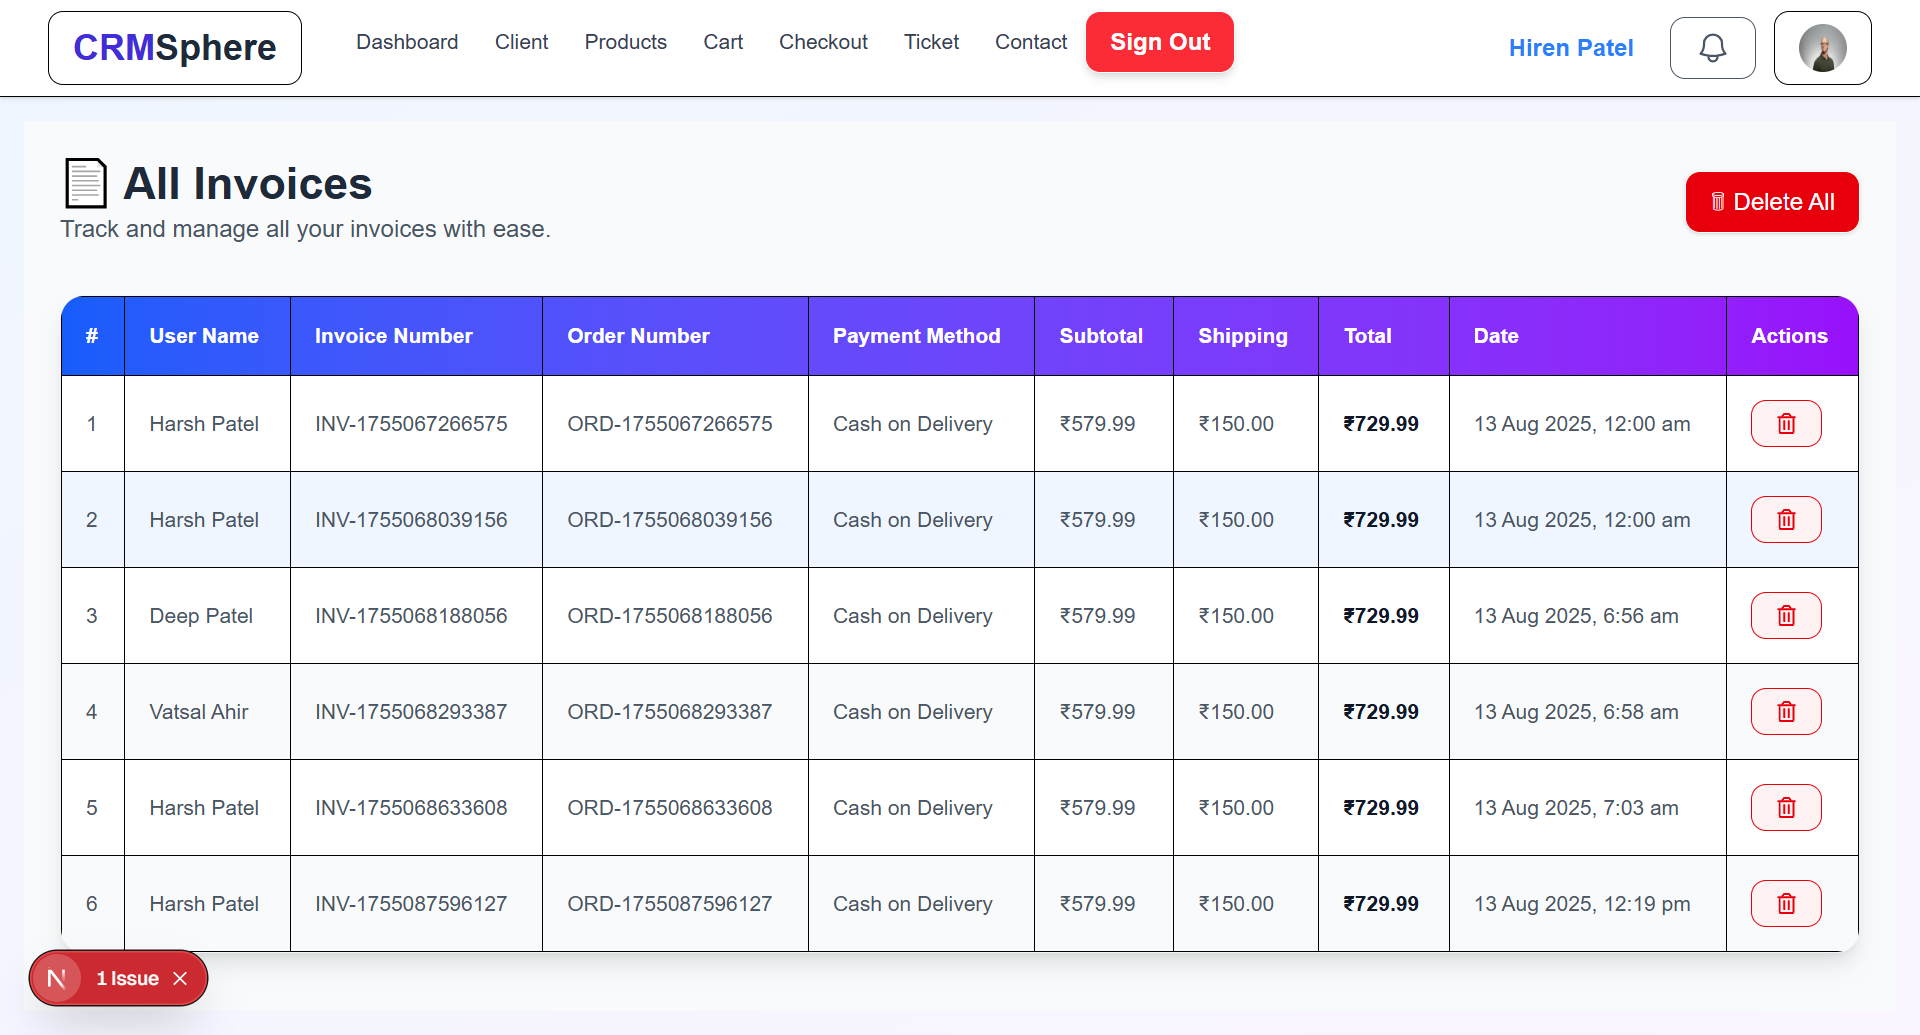 CRMSphere Dashboard Client Products Cart Checkout Ticket Contact Sign Out Hiren Patel
All Invoices
Track and manage all your invoices with ease.
Delete All
# User Name Invoice Number Order Number Payment Method Subtotal Shipping Total Date Actions
1 Harsh Patel INV-1755067266575 ORD-1755067266575 Cash on Delivery ₹579.99 ₹150.00 ₹729.99 13 Aug 2025, 12:00 am
2 Harsh Patel INV-1755068039156 ORD-1755068039156 Cash on Delivery ₹579.99 ₹150.00 ₹729.99 13 Aug 2025, 12:00 am
3 Deep Patel INV-1755068188056 ORD-1755068188056 Cash on Delivery ₹579.99 ₹150.00 ₹729.99 13 Aug 2025, 6:56 am
4 Vatsal Ahir INV-1755068293387 ORD-1755068293387 Cash on Delivery ₹579.99 ₹150.00 ₹729.99 13 Aug 2025, 6:58 am
5 Harsh Patel INV-1755068633608 ORD-1755068633608 Cash on Delivery ₹579.99 ₹150.00 ₹729.99 13 Aug 2025, 7:03 am
6 Harsh Patel INV-1755087596127 ORD-1755087596127 Cash on Delivery ₹579.99 ₹150.00 ₹729.99 13 Aug 2025, 12:19 pm
N 1 Issue